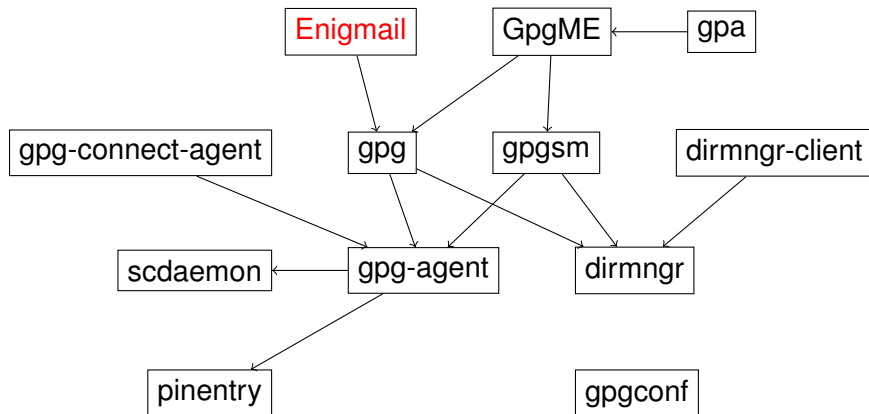 Enigmail
GpgME
gpa
gpg-connect-agent
gpg
gpgsm
dirmngr-client
scdaemon
gpg-agent
dirmngr
pinentry
gpgconf